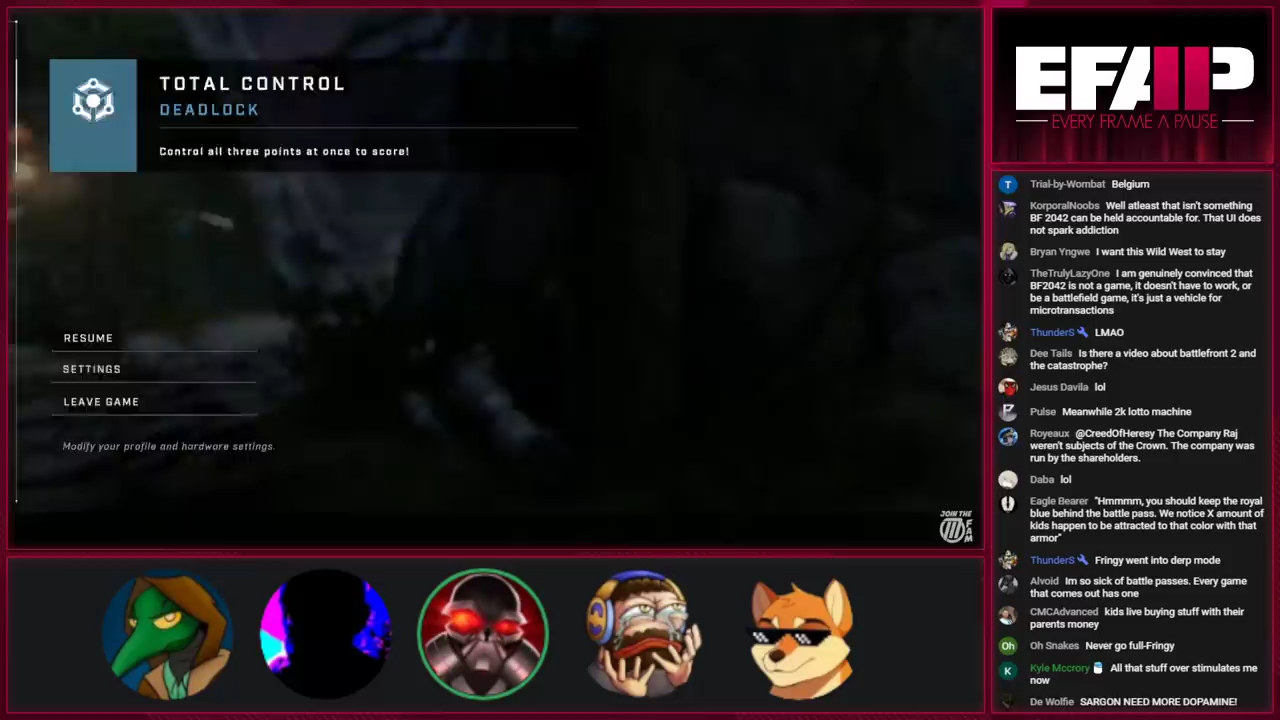 TOTAL CONTROL
DEADLOCK
Control all three points at once to score!
RESUME
SETTINGS
LEAVE GAME
Modify your profile and hardware settings.
JOIN THE
FAM
EFAP
EVERY FRAME A PAUSE
T Trial-by-Wombat Belgium
KorporalNoobs Well atleast that isn't something
BF 2042 can be held accountable for. That UI does
not spark addiction
Bryan Yngwe I want this Wild West to stay
TheTrulyLazyOne I am genuinely convinced that
BF2042 is not a game, it doesn't have to work, or
be a battlefield game, it's just a vehicle for
microtransactions
ThunderS LMAO
Dee Tails Is there a video about battlefront 2 and
the catastrophe?
Jesus Davila lol
Pulse Meanwhile 2k lotto machine
Royeaux @CreedOfHeresy The Company Raj
weren't subjects of the Crown. The company was
run by the shareholders.
Daba lol
Eagle Bearer "Hmmmm, you should keep the royal
blue behind the battle pass. We notice X amount of
kids happen to be attracted to that color with that
armor"
ThunderS Fringy went into derp mode
Alvoid Im so sick of battle passes. Every game
that comes out has one
CMCAdvanced kids live buying stuff with their
parents money
Oh Oh Snakes Never go full-Fringy
K Kyle Mccrory All that stuff over stimulates me
now
De Wolfie SARGON NEED MORE DOPAMINE!